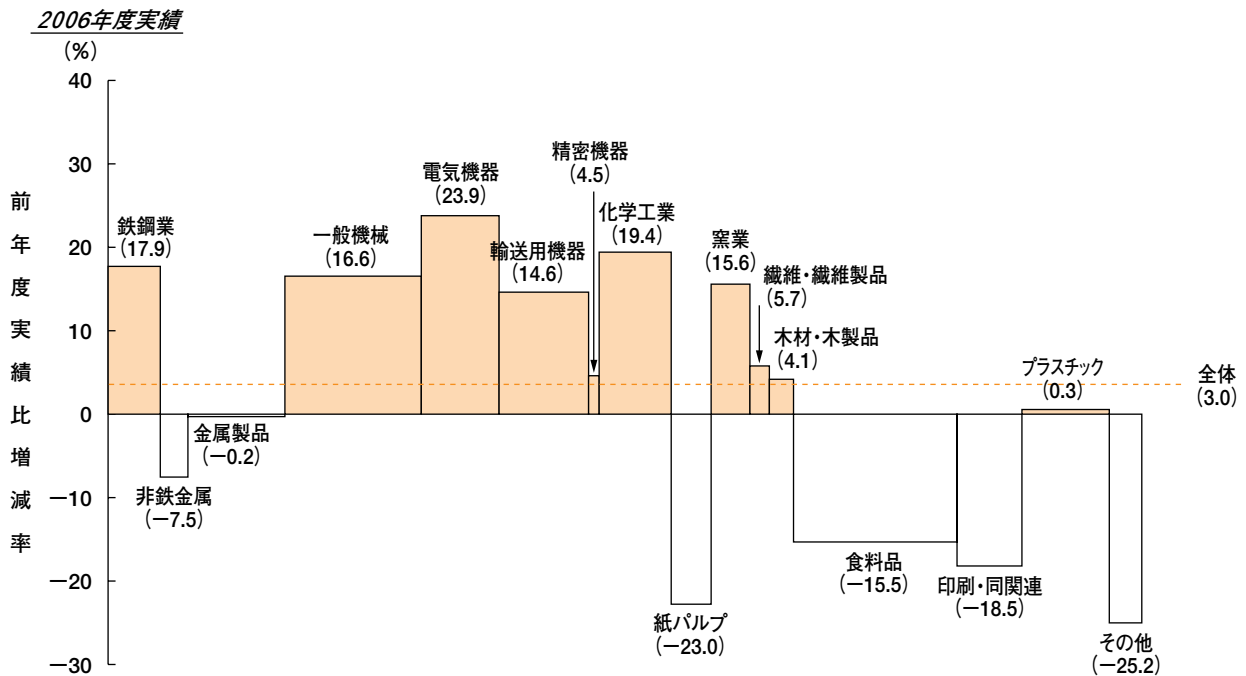 2006年度実績
(%)
40
30
20
10
0
−10
−20
−30
前年度実績比増減率
鉄鋼業
(17.9)
非鉄金属
(−7.5)
金属製品
(−0.2)
一般機械
(16.6)
電気機器
(23.9)
輸送用機器
(14.6)
精密機器
(4.5)
化学工業
(19.4)
紙パルプ
(−23.0)
窯業
(15.6)
繊維・繊維製品
(5.7)
木材・木製品
(4.1)
食料品
(−15.5)
印刷・同関連
(−18.5)
プラスチック
(0.3)
その他
(−25.2)
全体
(3.0)